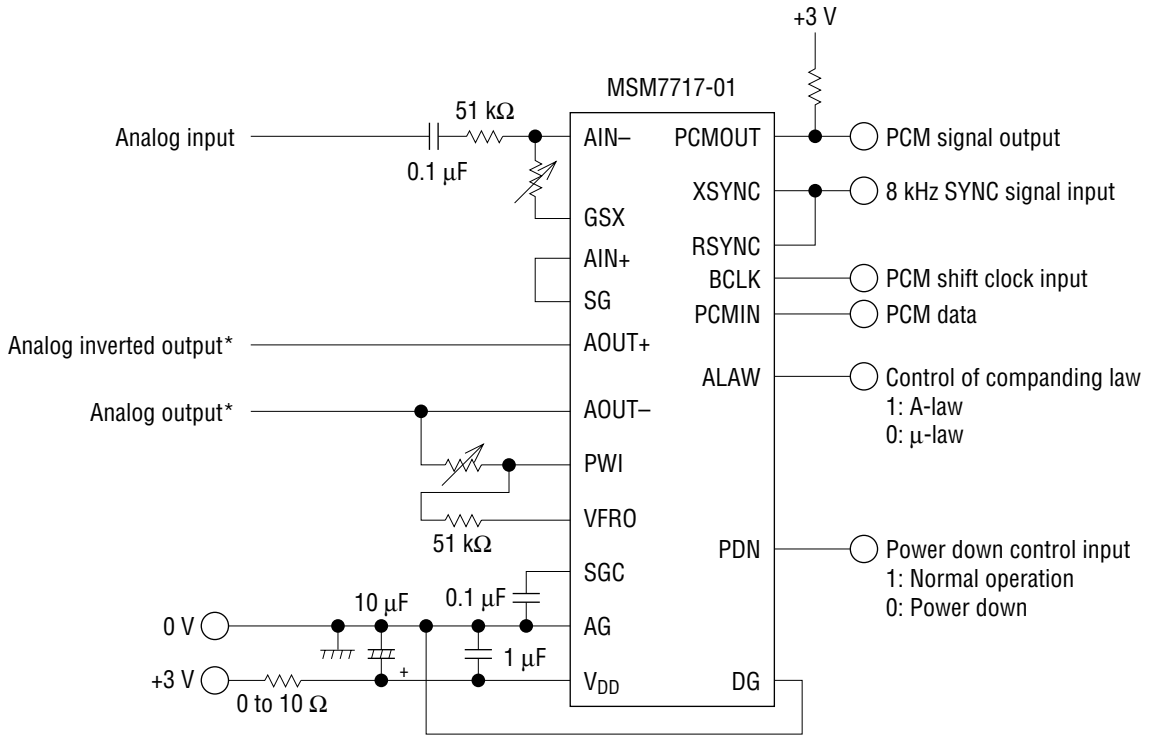 +3 V
MSM7717-01
51 kΩ
Analog input
0.1 μF
AIN–
GSX
AIN+
SG
Analog inverted output*
AOUT+
Analog output*
AOUT–
PWI
VFRO
51 kΩ
SGC
0.1 μF
10 μF
0 V
AG
1 μF
+
+3 V
0 to 10 Ω
VDD
PCMOUT
PCM signal output
XSYNC
8 kHz SYNC signal input
RSYNC
BCLK
PCM shift clock input
PCMIN
PCM data
ALAW
Control of companding law
1: A-law
0: μ-law
PDN
Power down control input
1: Normal operation
0: Power down
DG